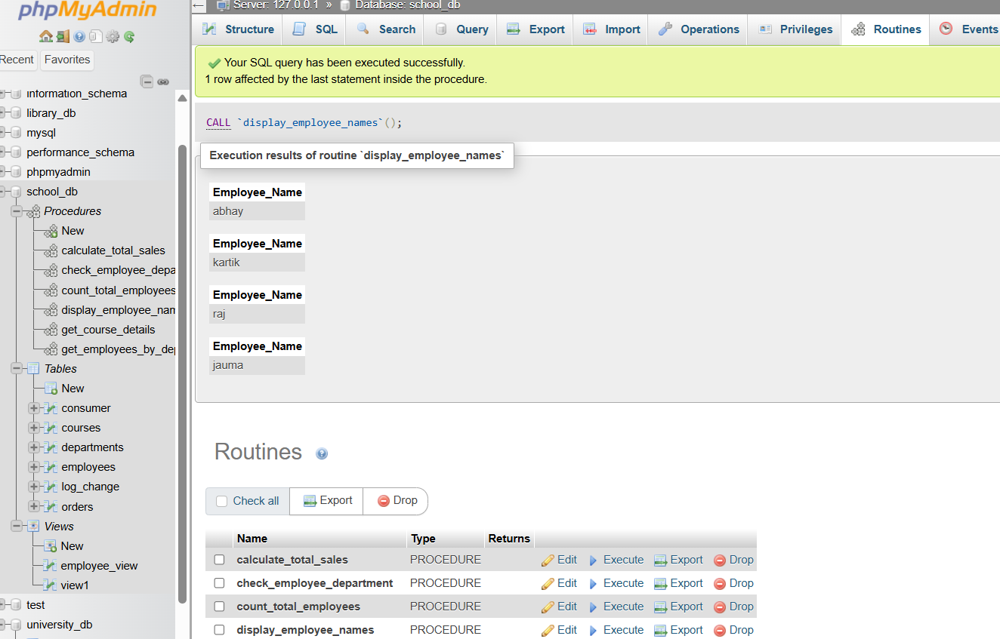 phpMyAdmin
Recent Favorites
information_schema
library_db
mysql
performance_schema
phpmyadmin
school_db
Procedures
New
calculate_total_sales
check_employee_depa
count_total_employees
display_employee_nam
get_course_details
get_employees_by_dep
Tables
New
consumer
courses
departments
employees
log_change
orders
Views
New
employee_view
view1
test
university_db
Server: 127.0.0.1 » Database: school_db
Structure SQL Search Query Export Import Operations Privileges Routines Events
Your SQL query has been executed successfully.
1 row affected by the last statement inside the procedure.
CALL `display_employee_names`();
Execution results of routine `display_employee_names`
Employee_Name
abhay
Employee_Name
kartik
Employee_Name
raj
Employee_Name
jauma
Routines
Check all Export Drop
Name Type Returns
calculate_total_sales PROCEDURE Edit Execute Export Drop
check_employee_department PROCEDURE Edit Execute Export Drop
count_total_employees PROCEDURE Edit Execute Export Drop
display_employee_names PROCEDURE Edit Execute Export Drop